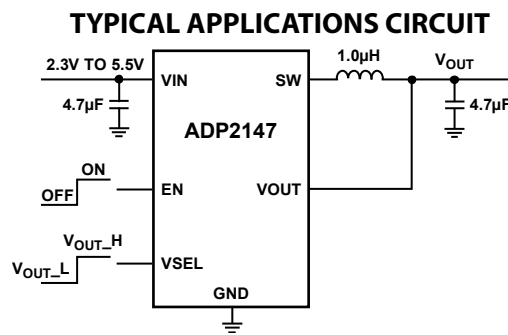 TYPICAL APPLICATIONS CIRCUIT
2.3V TO 5.5V
4.7µF
VIN
SW
1.0µH
VOUT
4.7µF
ADP2147
ON
OFF
EN
VOUT
VOUT_H
VOUT_L
VSEL
GND